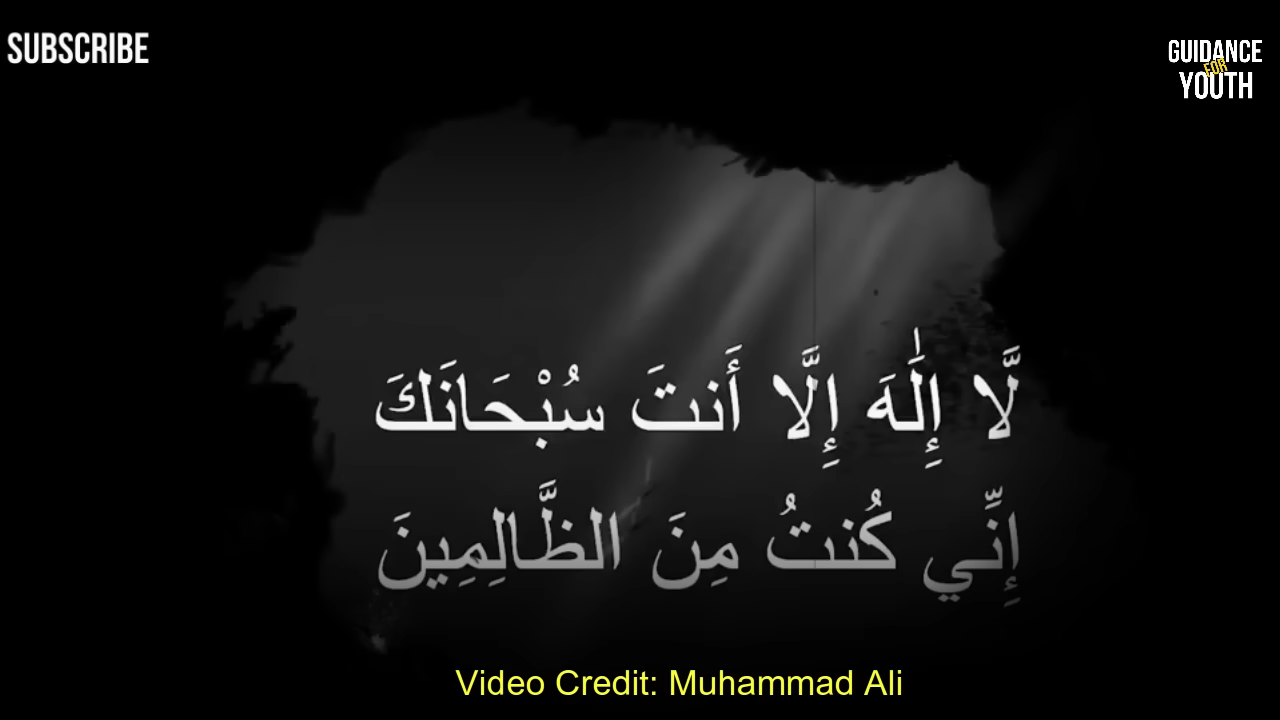 SUBSCRIBE
GUIDANCE
FOR
YOUTH
لَّا إِلَٰهَ إِلَّا أَنتَ سُبْحَانَكَ
إِنِّي كُنتُ مِنَ الظَّالِمِينَ
Video Credit: Muhammad Ali